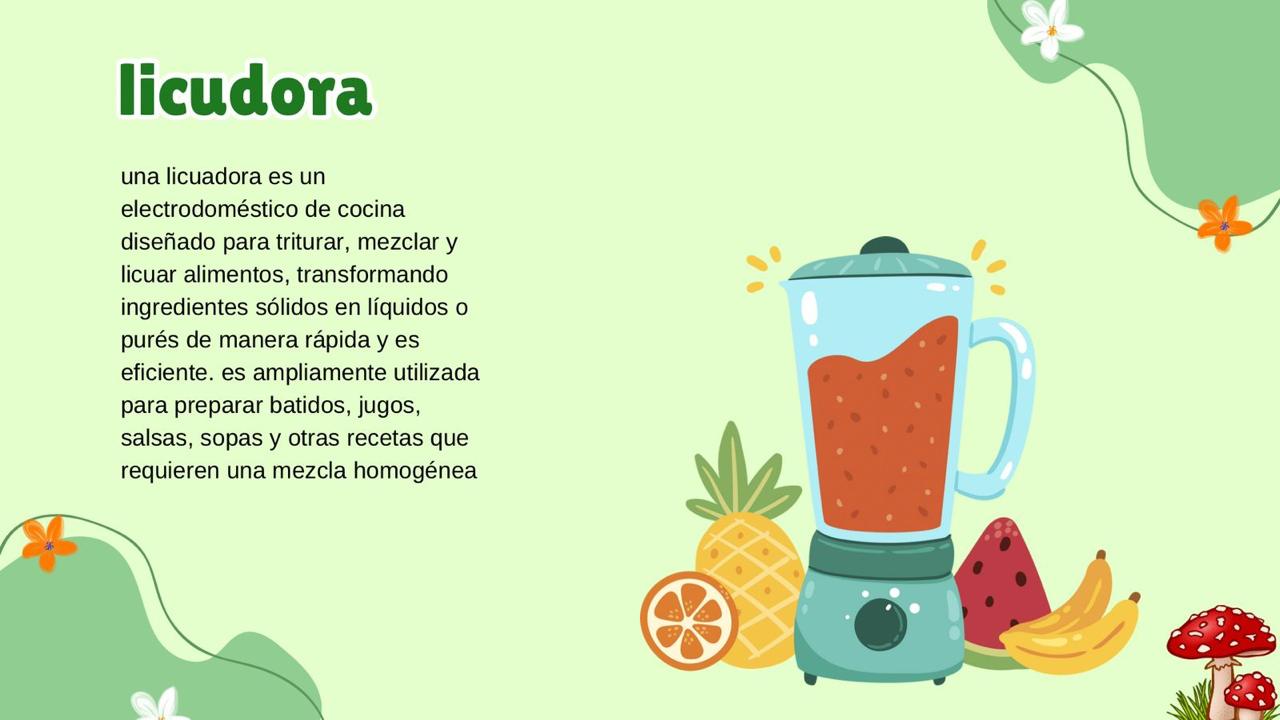 licudora
una licuadora es un
electrodoméstico de cocina
diseñado para triturar, mezclar y
licuar alimentos, transformando
ingredientes sólidos en líquidos o
purés de manera rápida y es
eficiente. es ampliamente utilizada
para preparar batidos, jugos,
salsas, sopas y otras recetas que
requieren una mezcla homogénea